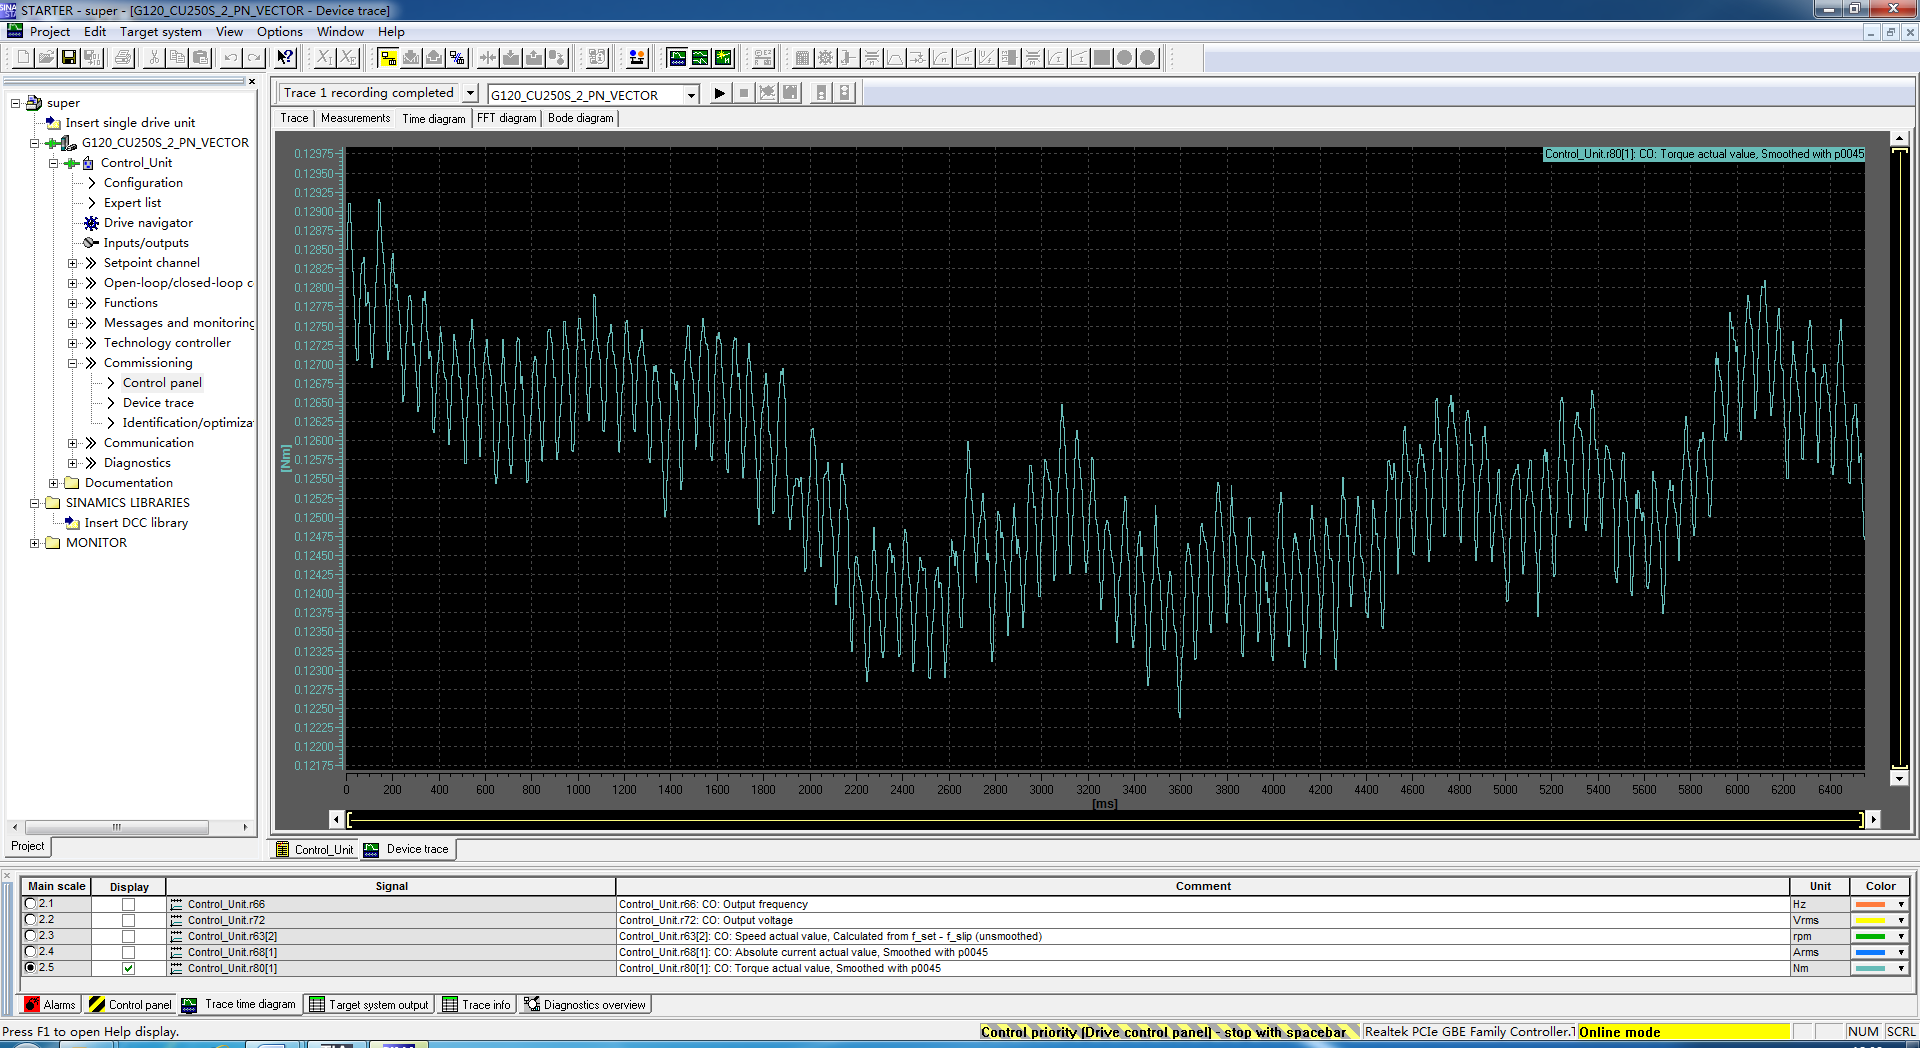 STARTER - super - [G120_CU250S_2_PN_VECTOR - Device trace]
Project Edit Target system View Options Window Help
Trace 1 recording completed G120_CU250S_2_PN_VECTOR
Trace Measurements Time diagram FFT diagram Bode diagram
super
Insert single drive unit
G120_CU250S_2_PN_VECTOR
Control_Unit
Configuration
Expert list
Drive navigator
Inputs/outputs
Setpoint channel
Open-loop/closed-loop c
Functions
Messages and monitoring
Technology controller
Commissioning
Control panel
Device trace
Identification/optimiza
Communication
Diagnostics
Documentation
SINAMICS LIBRARIES
Insert DCC library
MONITOR
Project
Control_Unit.r80[1]: CO: Torque actual value, Smoothed with p0045
0.12975
0.12950
0.12925
0.12900
0.12875
0.12850
0.12825
0.12800
0.12775
0.12750
0.12725
0.12700
0.12675
0.12650
0.12625
0.12600
0.12575
0.12550
0.12525
0.12500
0.12475
0.12450
0.12425
0.12400
0.12375
0.12350
0.12325
0.12300
0.12275
0.12250
0.12225
0.12200
0.12175
[Nm]
0 200 400 600 800 1000 1200 1400 1600 1800 2000 2200 2400 2600 2800 3000 3200 3400 3600 3800 4000 4200 4400 4600 4800 5000 5200 5400 5600 5800 6000 6200 6400
[ms]
Control_Unit Device trace
Main scale Display Signal Comment Unit Color
2.1 Control_Unit.r66 Control_Unit.r66: CO: Output frequency Hz
2.2 Control_Unit.r72 Control_Unit.r72: CO: Output voltage Vrms
2.3 Control_Unit.r63[2] Control_Unit.r63[2]: CO: Speed actual value, Calculated from f_set - f_slip (unsmoothed) rpm
2.4 Control_Unit.r68[1] Control_Unit.r68[1]: CO: Absolute current actual value, Smoothed with p0045 Arms
2.5 Control_Unit.r80[1] Control_Unit.r80[1]: CO: Torque actual value, Smoothed with p0045 Nm
Alarms Control panel Trace time diagram Target system output Trace info Diagnostics overview
Press F1 to open Help display. Control priority [Drive control panel] - stop with spacebar Realtek PCIe GBE Family Controller.T Online mode NUM SCRL